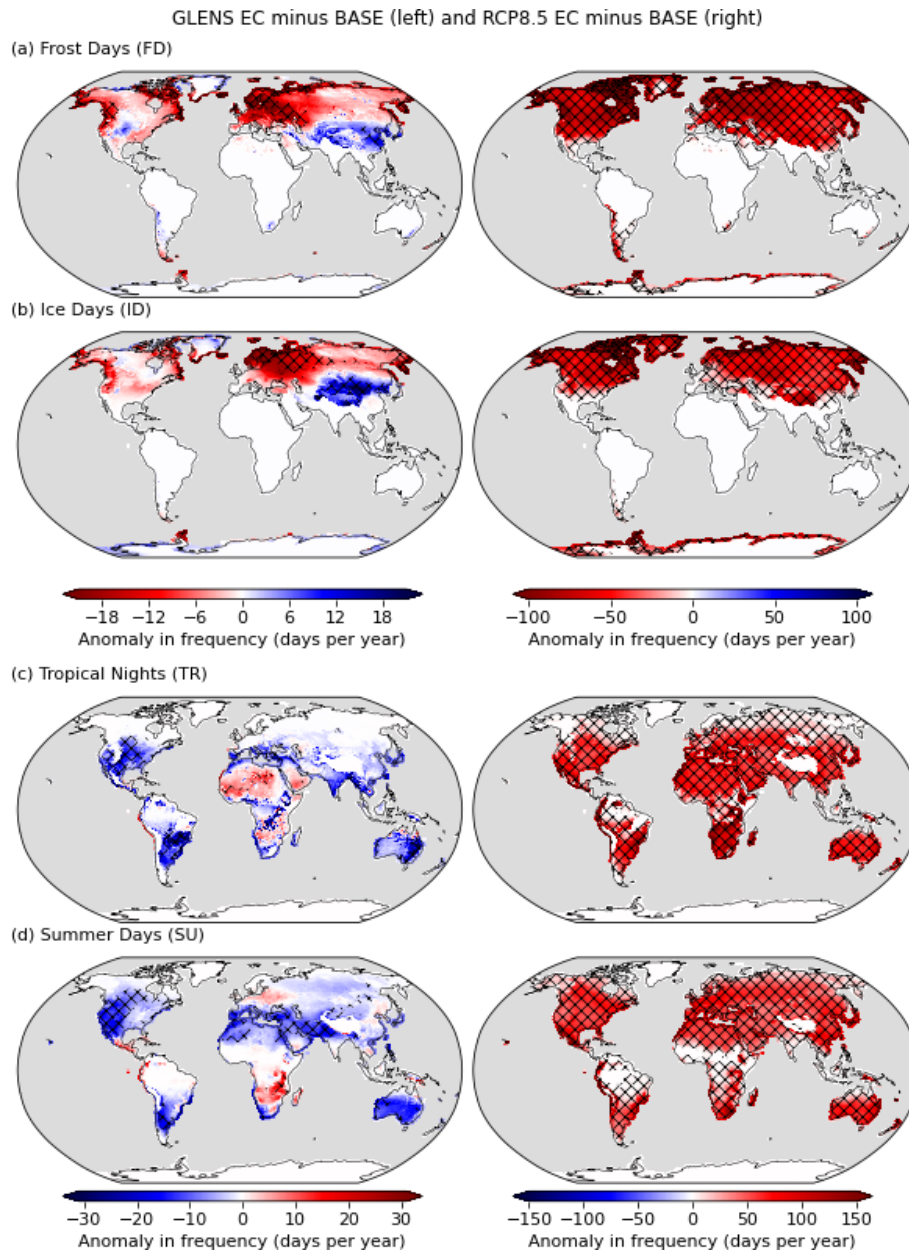 GLENS EC minus BASE (left) and RCP8.5 EC minus BASE (right)
(a) Frost Days (FD)
(b) Ice Days (ID)
−18 −12 −6 0 6 12 18
Anomaly in frequency (days per year)
−100 −50 0 50 100
Anomaly in frequency (days per year)
(c) Tropical Nights (TR)
(d) Summer Days (SU)
−30 −20 −10 0 10 20 30
Anomaly in frequency (days per year)
−150 −100 −50 0 50 100 150
Anomaly in frequency (days per year)